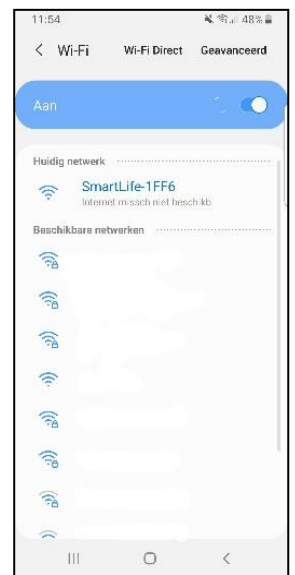 11:54 48%
Wi-Fi Wi-Fi Direct Geavanceerd
Aan
Huidig netwerk
SmartLife-1FF6
Internet missch niet beschikb.
Beschikbare netwerken